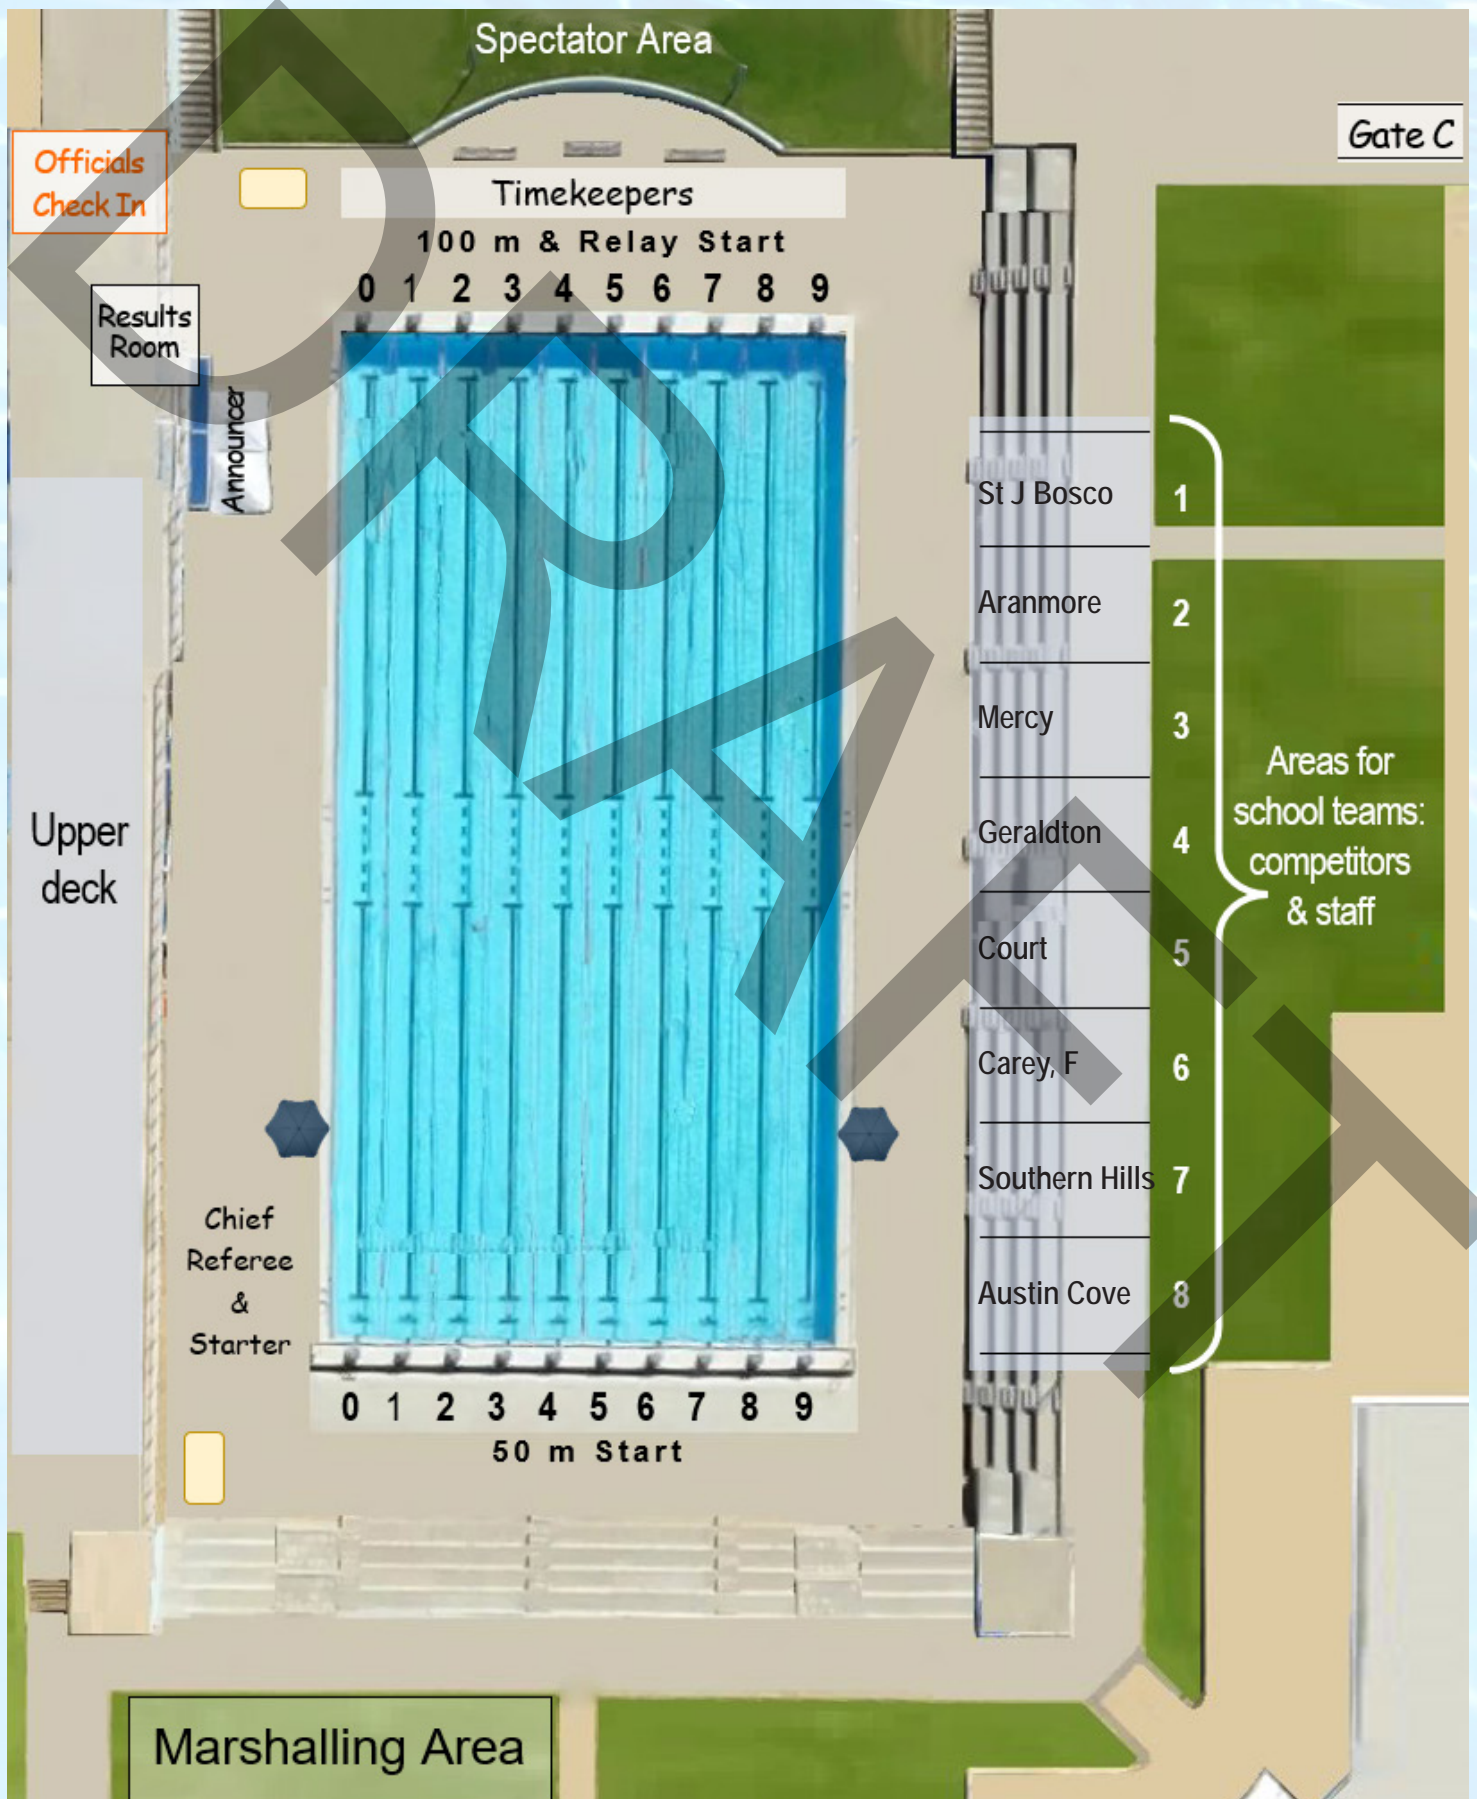 Spectator Area
Gate C
Officials
Check In
Timekeepers
100 m & Relay Start
0 1 2 3 4 5 6 7 8 9
Results
Room
Announcer
St J Bosco 1
Aranmore 2
Mercy 3
Geraldton 4
Court 5
Carey, F 6
Southern Hills 7
Austin Cove 8
Areas for
school teams:
competitors
& staff
Upper
deck
Chief
Referee
&
Starter
0 1 2 3 4 5 6 7 8 9
50 m Start
Marshalling Area
DRAFT